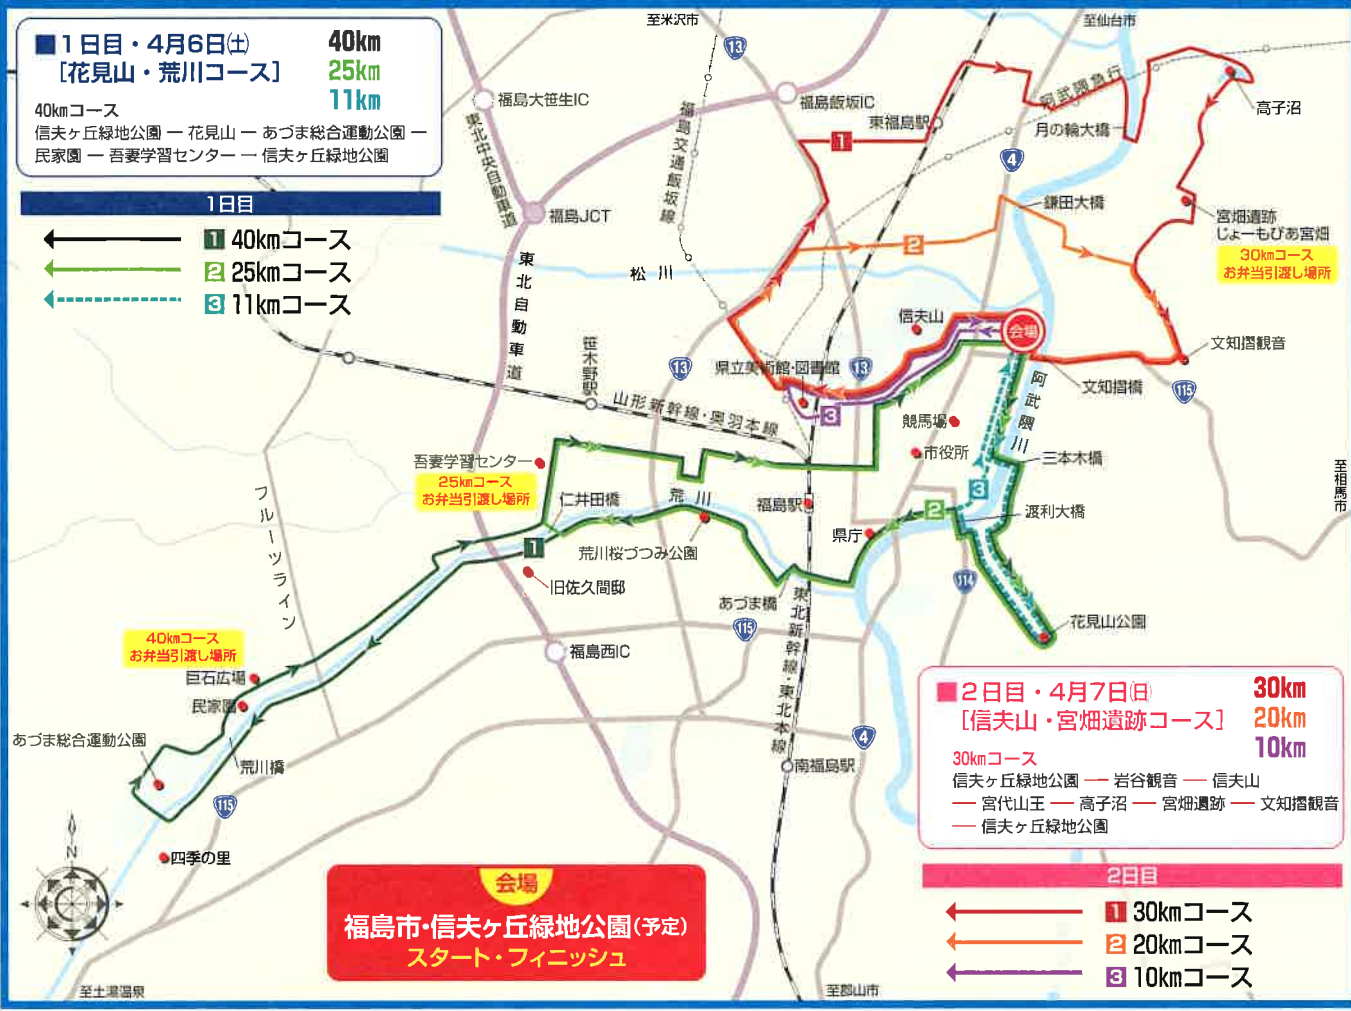 ■1日目・4月6日(土)
［花見山・荒川コース］
40km
25km
11km
40kmコース
信夫ヶ丘緑地公園 ― 花見山 ― あづま総合運動公園 ―
民家園 ― 吾妻学習センター ― 信夫ヶ丘緑地公園
1日目
1 40kmコース
2 25kmコース
3 11kmコース
至米沢市
至仙台市
13
福島大笹生IC
福島飯坂IC
東北中央自動車道
福島交通飯坂線
東福島駅
阿武隈急行
月の輪大橋
高子沼
4
1
福島JCT
鎌田大橋
宮畑遺跡
じょーもぴあ宮畑
30kmコース
お弁当引渡し場所
2
東北自動車道
松川
信夫山
会場
笹木野駅
13
県立美術館・図書館
13
文知摺観音
文知摺橋
115
山形新幹線・奥羽本線
3
阿武隈川
競馬場
市役所
三本木橋
吾妻学習センター
25kmコース
お弁当引渡し場所
仁井田橋
荒川
福島駅
3
2
渡利大橋
至相馬市
フルーツライン
1
荒川桜づつみ公園
県庁
旧佐久間邸
あづま橋
114
花見山公園
115
40kmコース
お弁当引渡し場所
福島西IC
東北新幹線・東北本線
巨石広場
民家園
あづま総合運動公園
荒川橋
4
南福島駅
115
四季の里
N
至土湯温泉
至郡山市
会場
福島市・信夫ヶ丘緑地公園(予定)
スタート・フィニッシュ
■2日目・4月7日(日)
［信夫山・宮畑遺跡コース］
30km
20km
10km
30kmコース
信夫ヶ丘緑地公園 ― 岩谷観音 ― 信夫山
― 宮代山王 ― 高子沼 ― 宮畑遺跡 ― 文知摺観音
― 信夫ヶ丘緑地公園
2日目
1 30kmコース
2 20kmコース
3 10kmコース